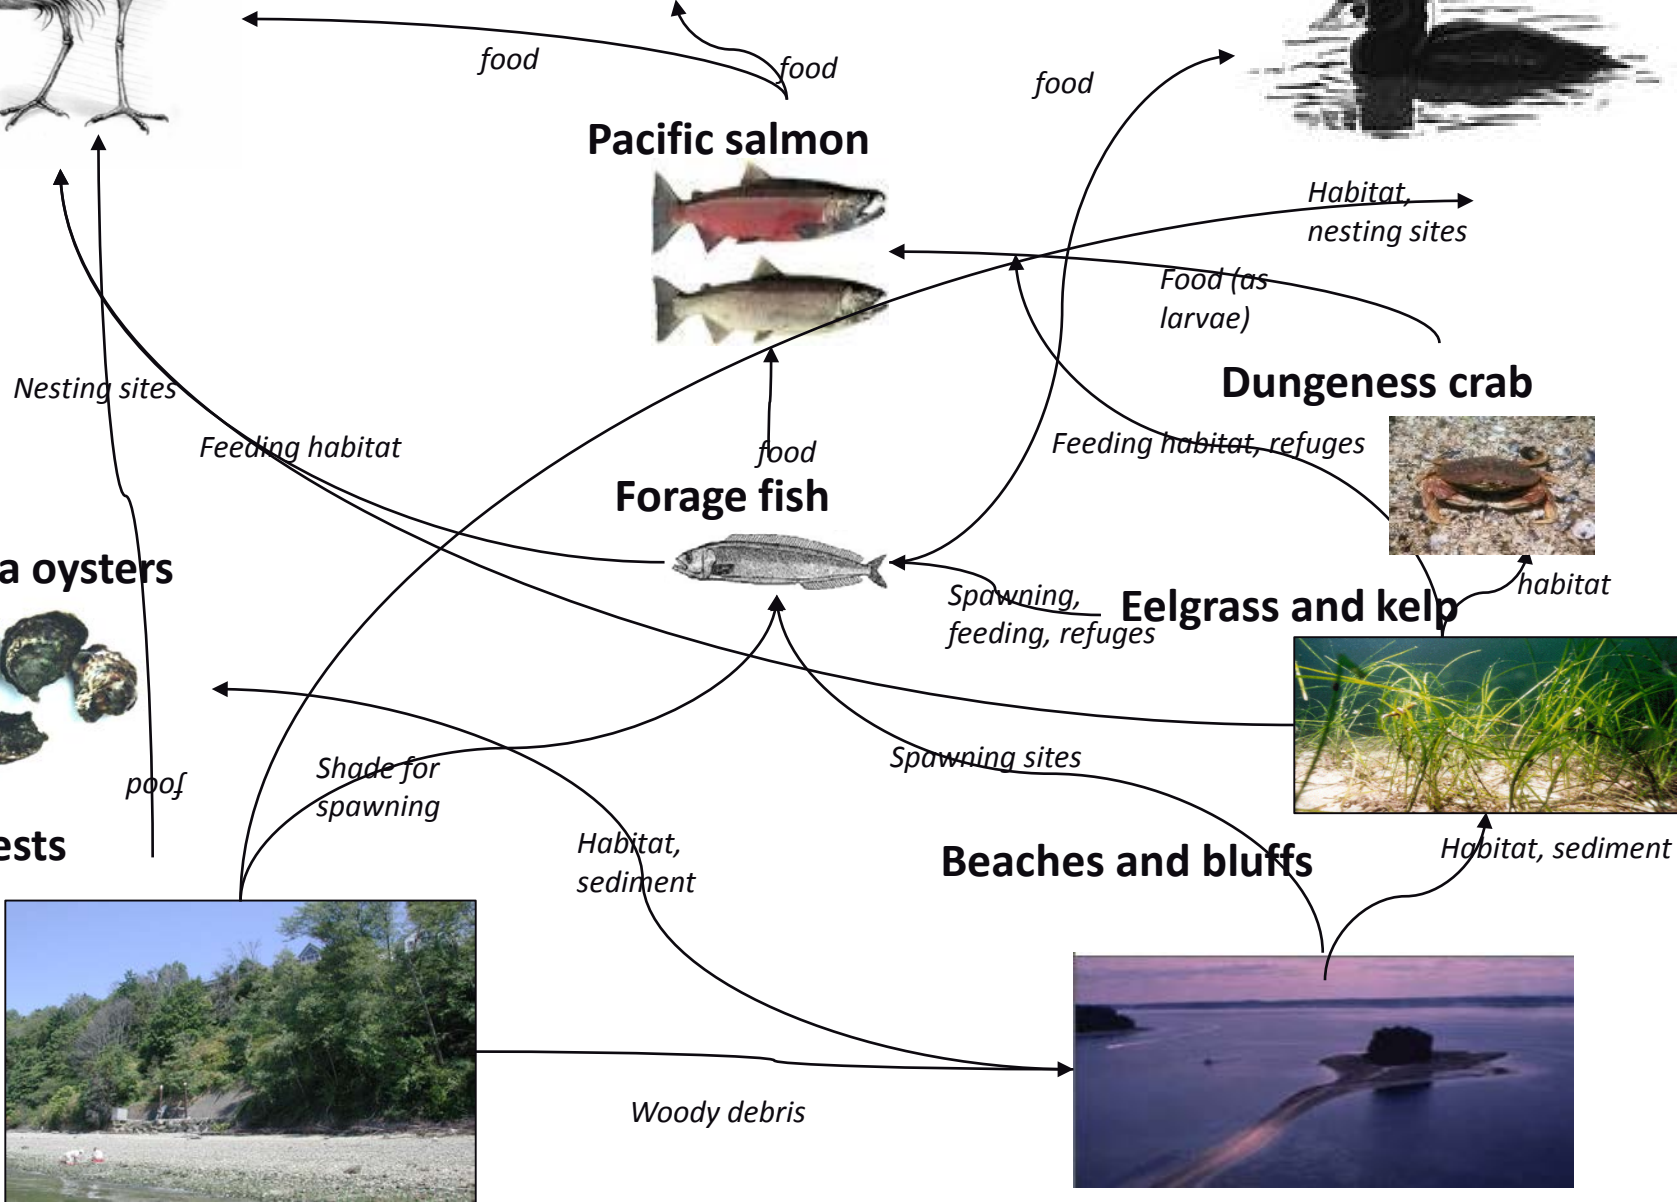 food
food
food
Pacific salmon
Habitat,
nesting sites
Food (as
larvae)
Dungeness crab
Nesting sites
Feeding habitat
Feeding habitat, refuges
food
Forage fish
a oysters
habitat
Spawning,
feeding, refuges
Eelgrass and kelp
Spawning sites
Shade for
spawning
food
ests
Habitat,
sediment
Beaches and bluffs
Habitat, sediment
Woody debris